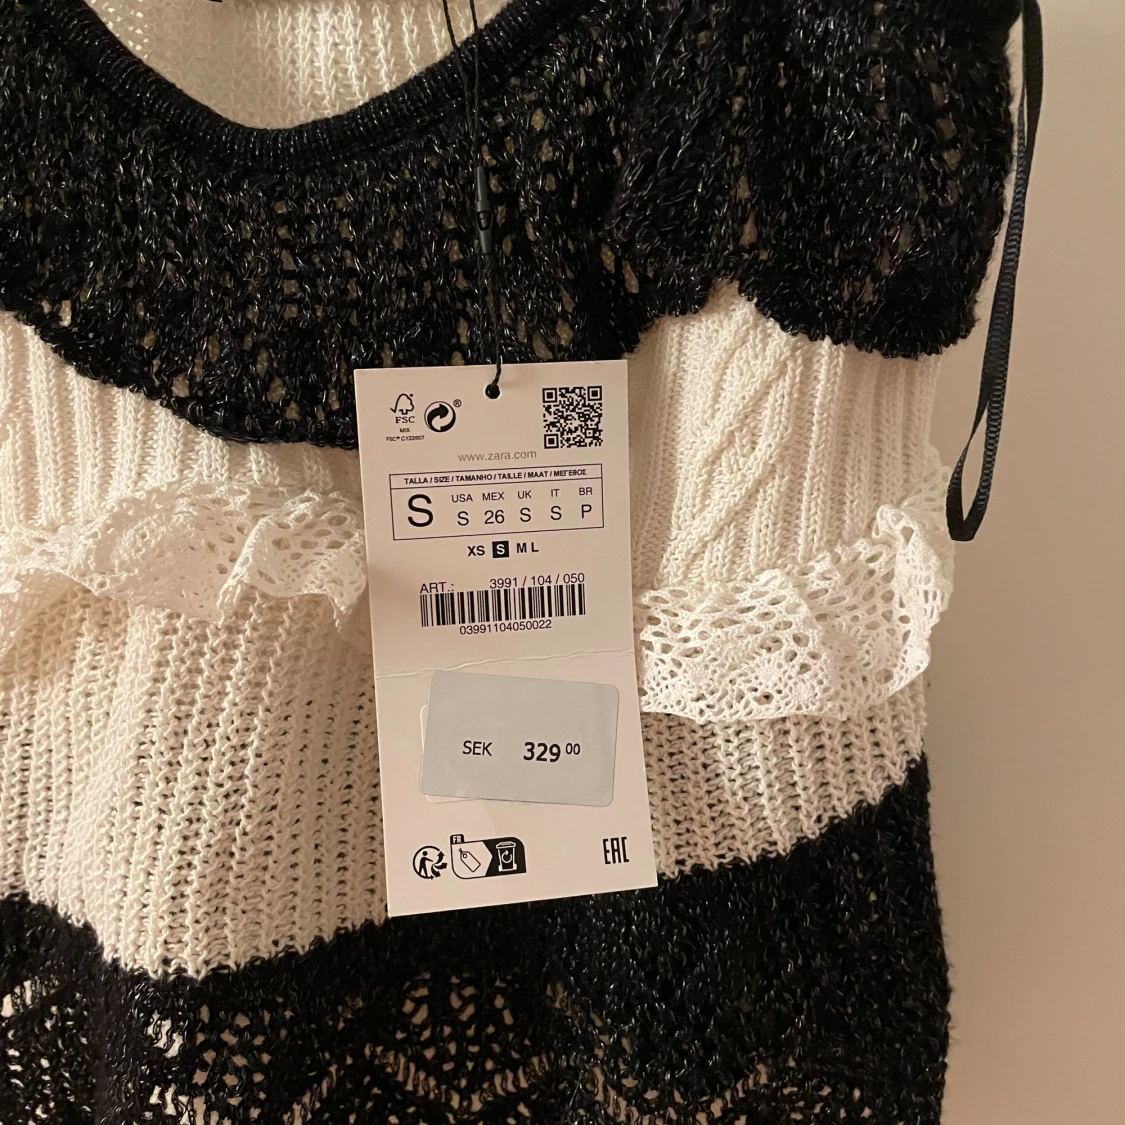 FSC
MIX
FSC® C122607
®
www.zara.com
TALLA / SIZE / TAMANHO / TAILLE / MAAT / ΜΕΓΕΘΟΣ
S
USA MEX UK IT BR
S 26 S S P
XS S M L
ART.: 3991 / 104 / 050
03991104050022
SEK 329 00
FR
EAC